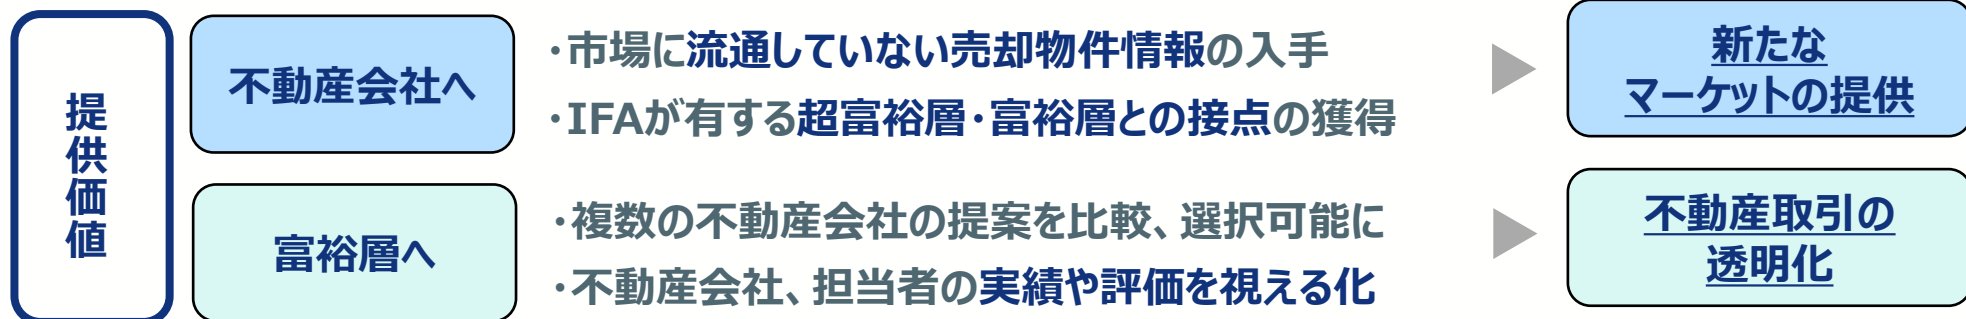 提供価値
不動産会社へ
・市場に流通していない売却物件情報の入手
・IFAが有する超富裕層・富裕層との接点の獲得
新たな
マーケットの提供
富裕層へ
・複数の不動産会社の提案を比較、選択可能に
・不動産会社、担当者の実績や評価を視える化
不動産取引の
透明化